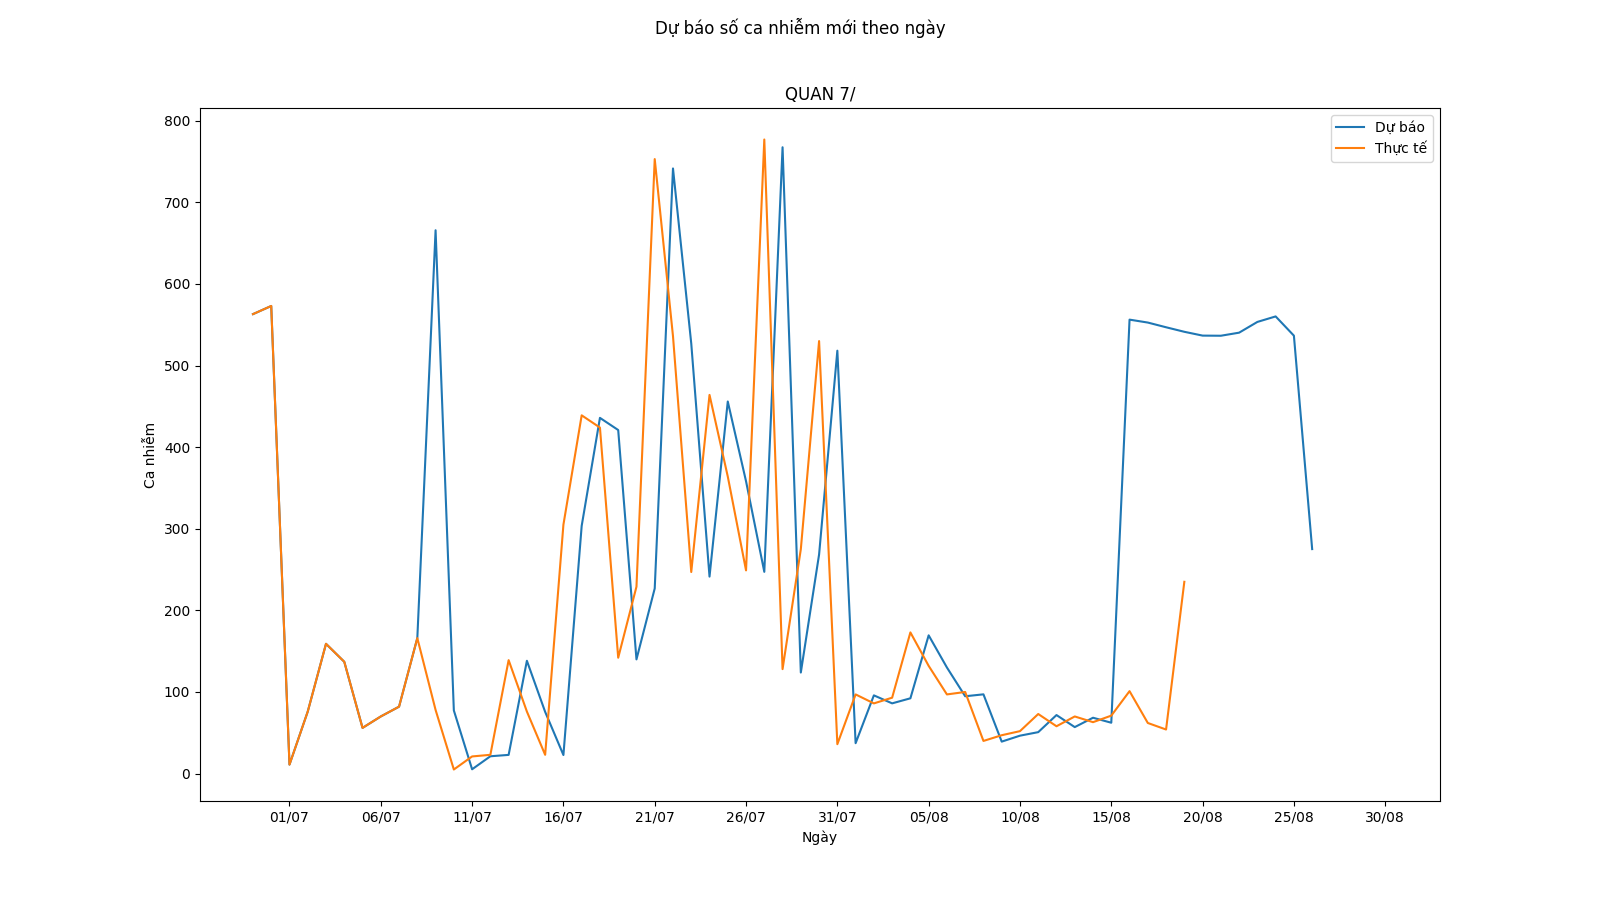 Dự báo số ca nhiễm mới theo ngày
QUAN 7/
Dự báo
Thực tế
800
700
600
500
400
300
200
100
0
Ca nhiễm
01/07 06/07 11/07 16/07 21/07 26/07 31/07 05/08 10/08 15/08 20/08 25/08 30/08
Ngày